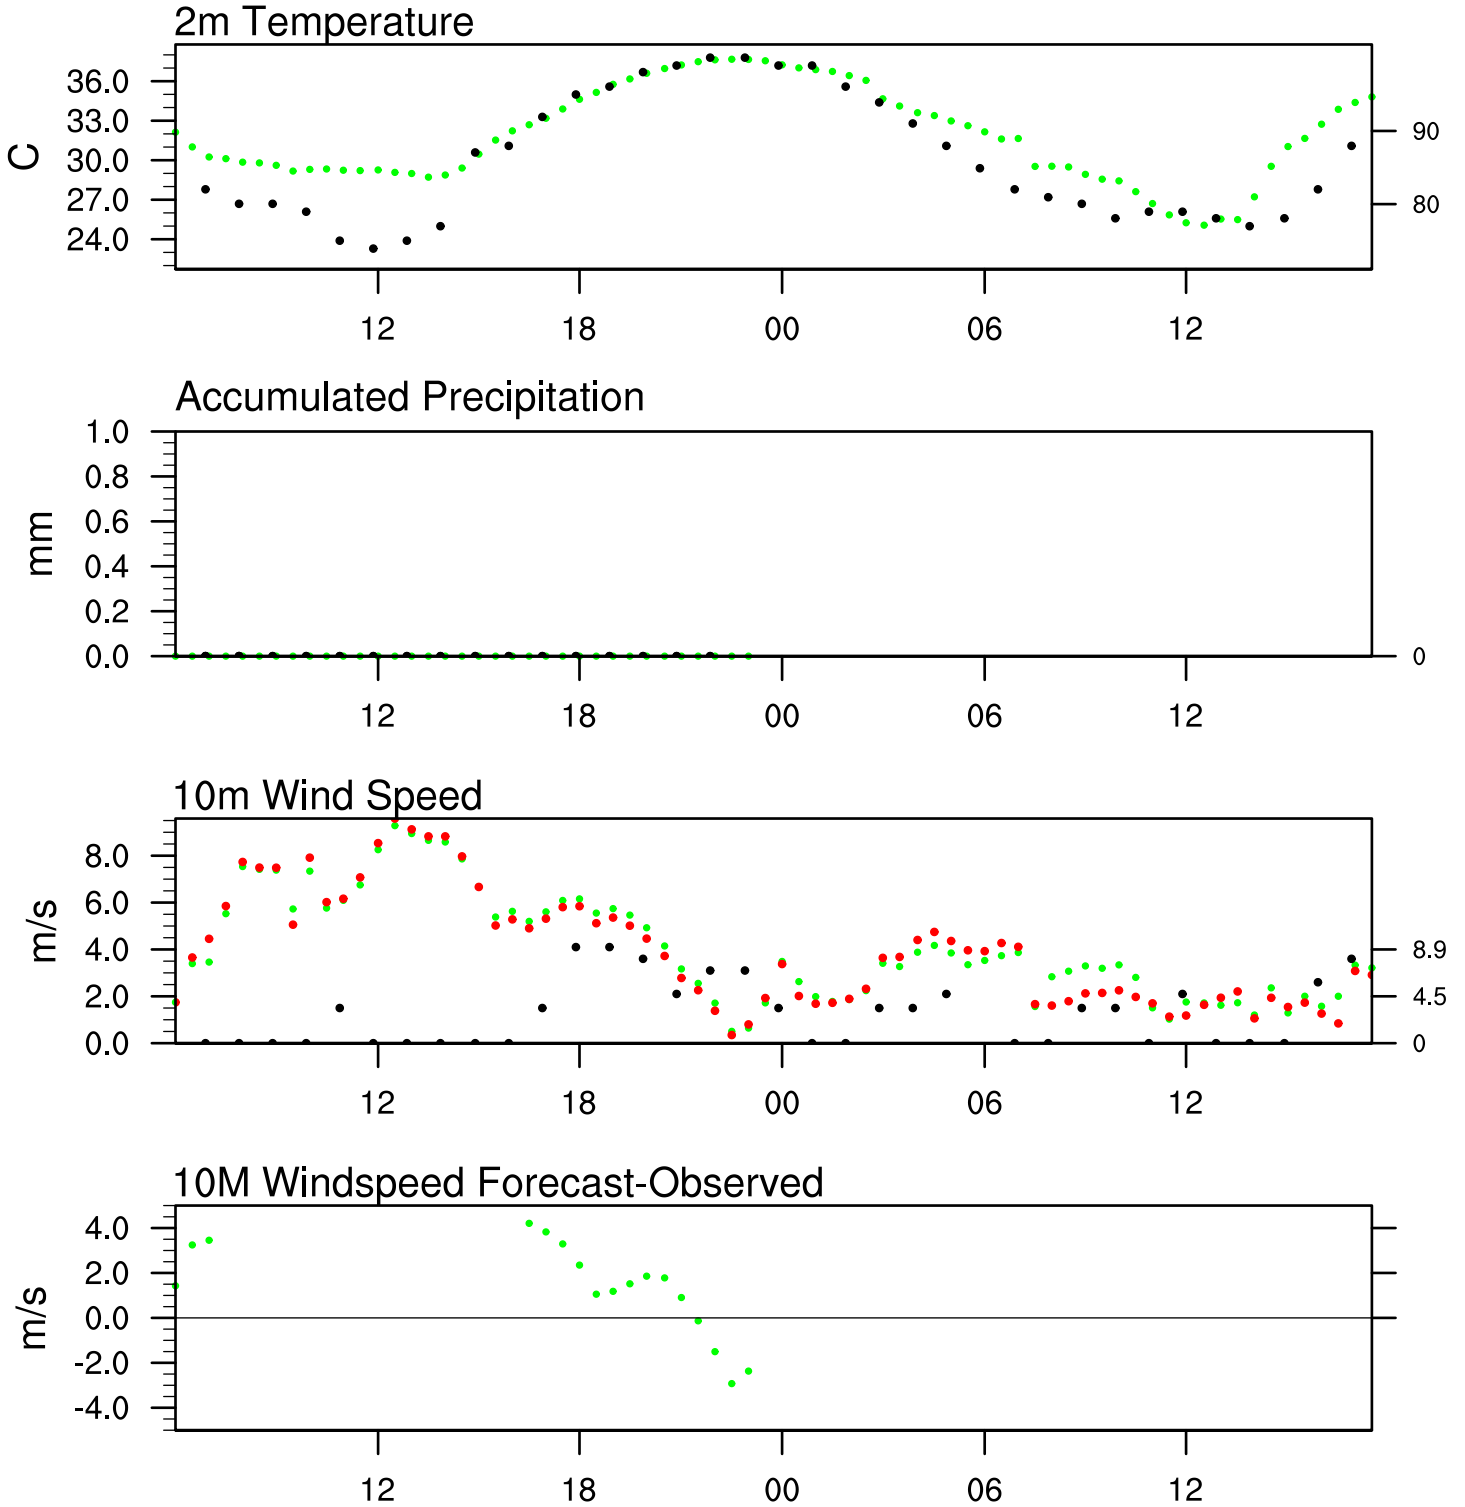 2m Temperature
36.0
33.0
30.0
27.0
24.0
C
90
80
12 18 00 06 12
Accumulated Precipitation
1.0
0.8
0.6
0.4
0.2
0.0
mm
0
12 18 00 06 12
10m Wind Speed
8.0
6.0
4.0
2.0
0.0
m/s
8.9
4.5
0
12 18 00 06 12
10M Windspeed Forecast-Observed
4.0
2.0
0.0
-2.0
-4.0
m/s
12 18 00 06 12